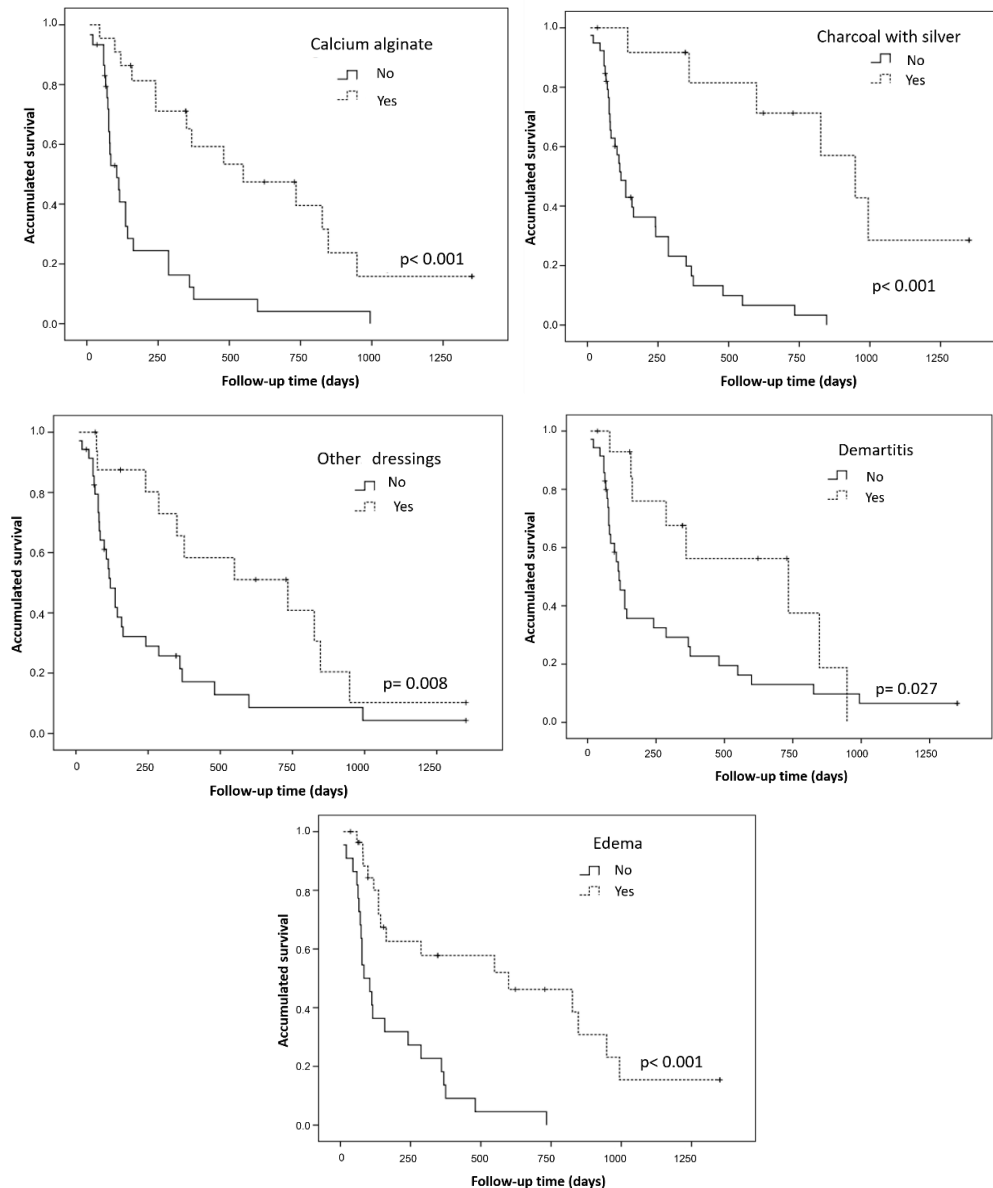 Calcium alginate
No
Yes
Accumulated survival
1.0
0.8
0.6
0.4
0.2
0.0
p< 0.001
0
250
500
750
1000
1250
Follow-up time (days)
Charcoal with silver
No
Yes
Accumulated survival
1.0
0.8
0.6
0.4
0.2
0.0
p< 0.001
0
250
500
750
1000
1250
Follow-up time (days)
Other dressings
No
Yes
Accumulated survival
1.0
0.8
0.6
0.4
0.2
0.0
p= 0.008
0
250
500
750
1000
1250
Follow-up time (days)
Demartitis
No
Yes
Accumulated survival
1.0
0.8
0.6
0.4
0.2
0.0
p= 0.027
0
250
500
750
1000
1250
Follow-up time (days)
Edema
No
Yes
Accumulated survival
1.0
0.8
0.6
0.4
0.2
0.0
p< 0.001
0
250
500
750
1000
1250
Follow-up time (days)